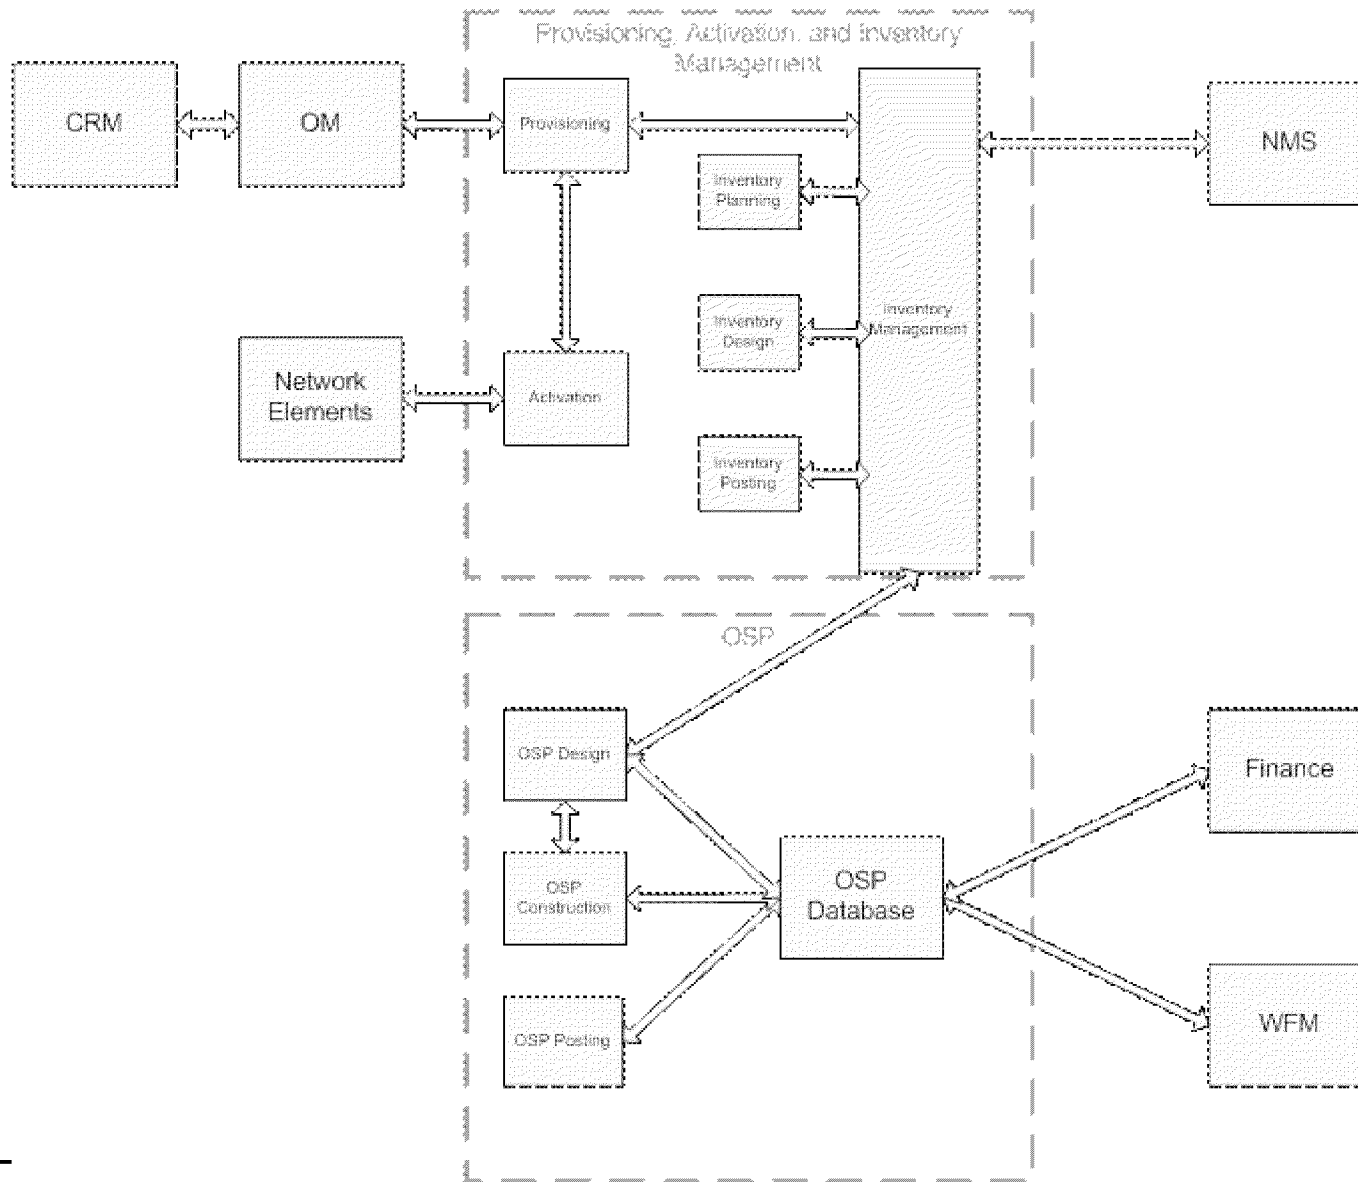 Provisioning, Activation, and Inventory
Management
CRM
OM
Provisioning
NMS
Inventory
Planning
Inventory
Design
Inventory
Management
Network
Elements
Activation
Inventory
Posting
OSP
OSP Design
Finance
OSP
Construction
OSP
Database
OSP Posting
WFM